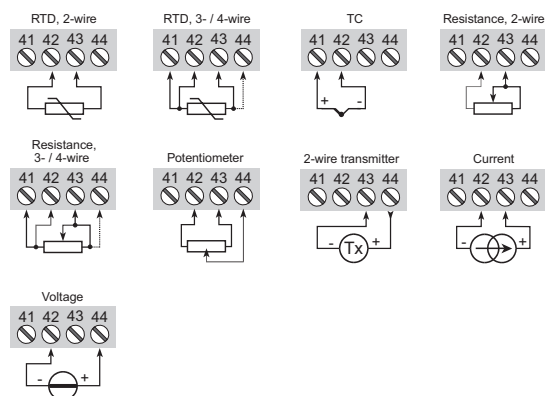 RTD, 2-wire
41 42 43 44
RTD, 3- / 4-wire
41 42 43 44
TC
41 42 43 44
+ -
Resistance, 2-wire
41 42 43 44
Resistance,
3- / 4-wire
41 42 43 44
Potentiometer
41 42 43 44
2-wire transmitter
41 42 43 44
- Tx +
Current
41 42 43 44
- +
Voltage
41 42 43 44
- +